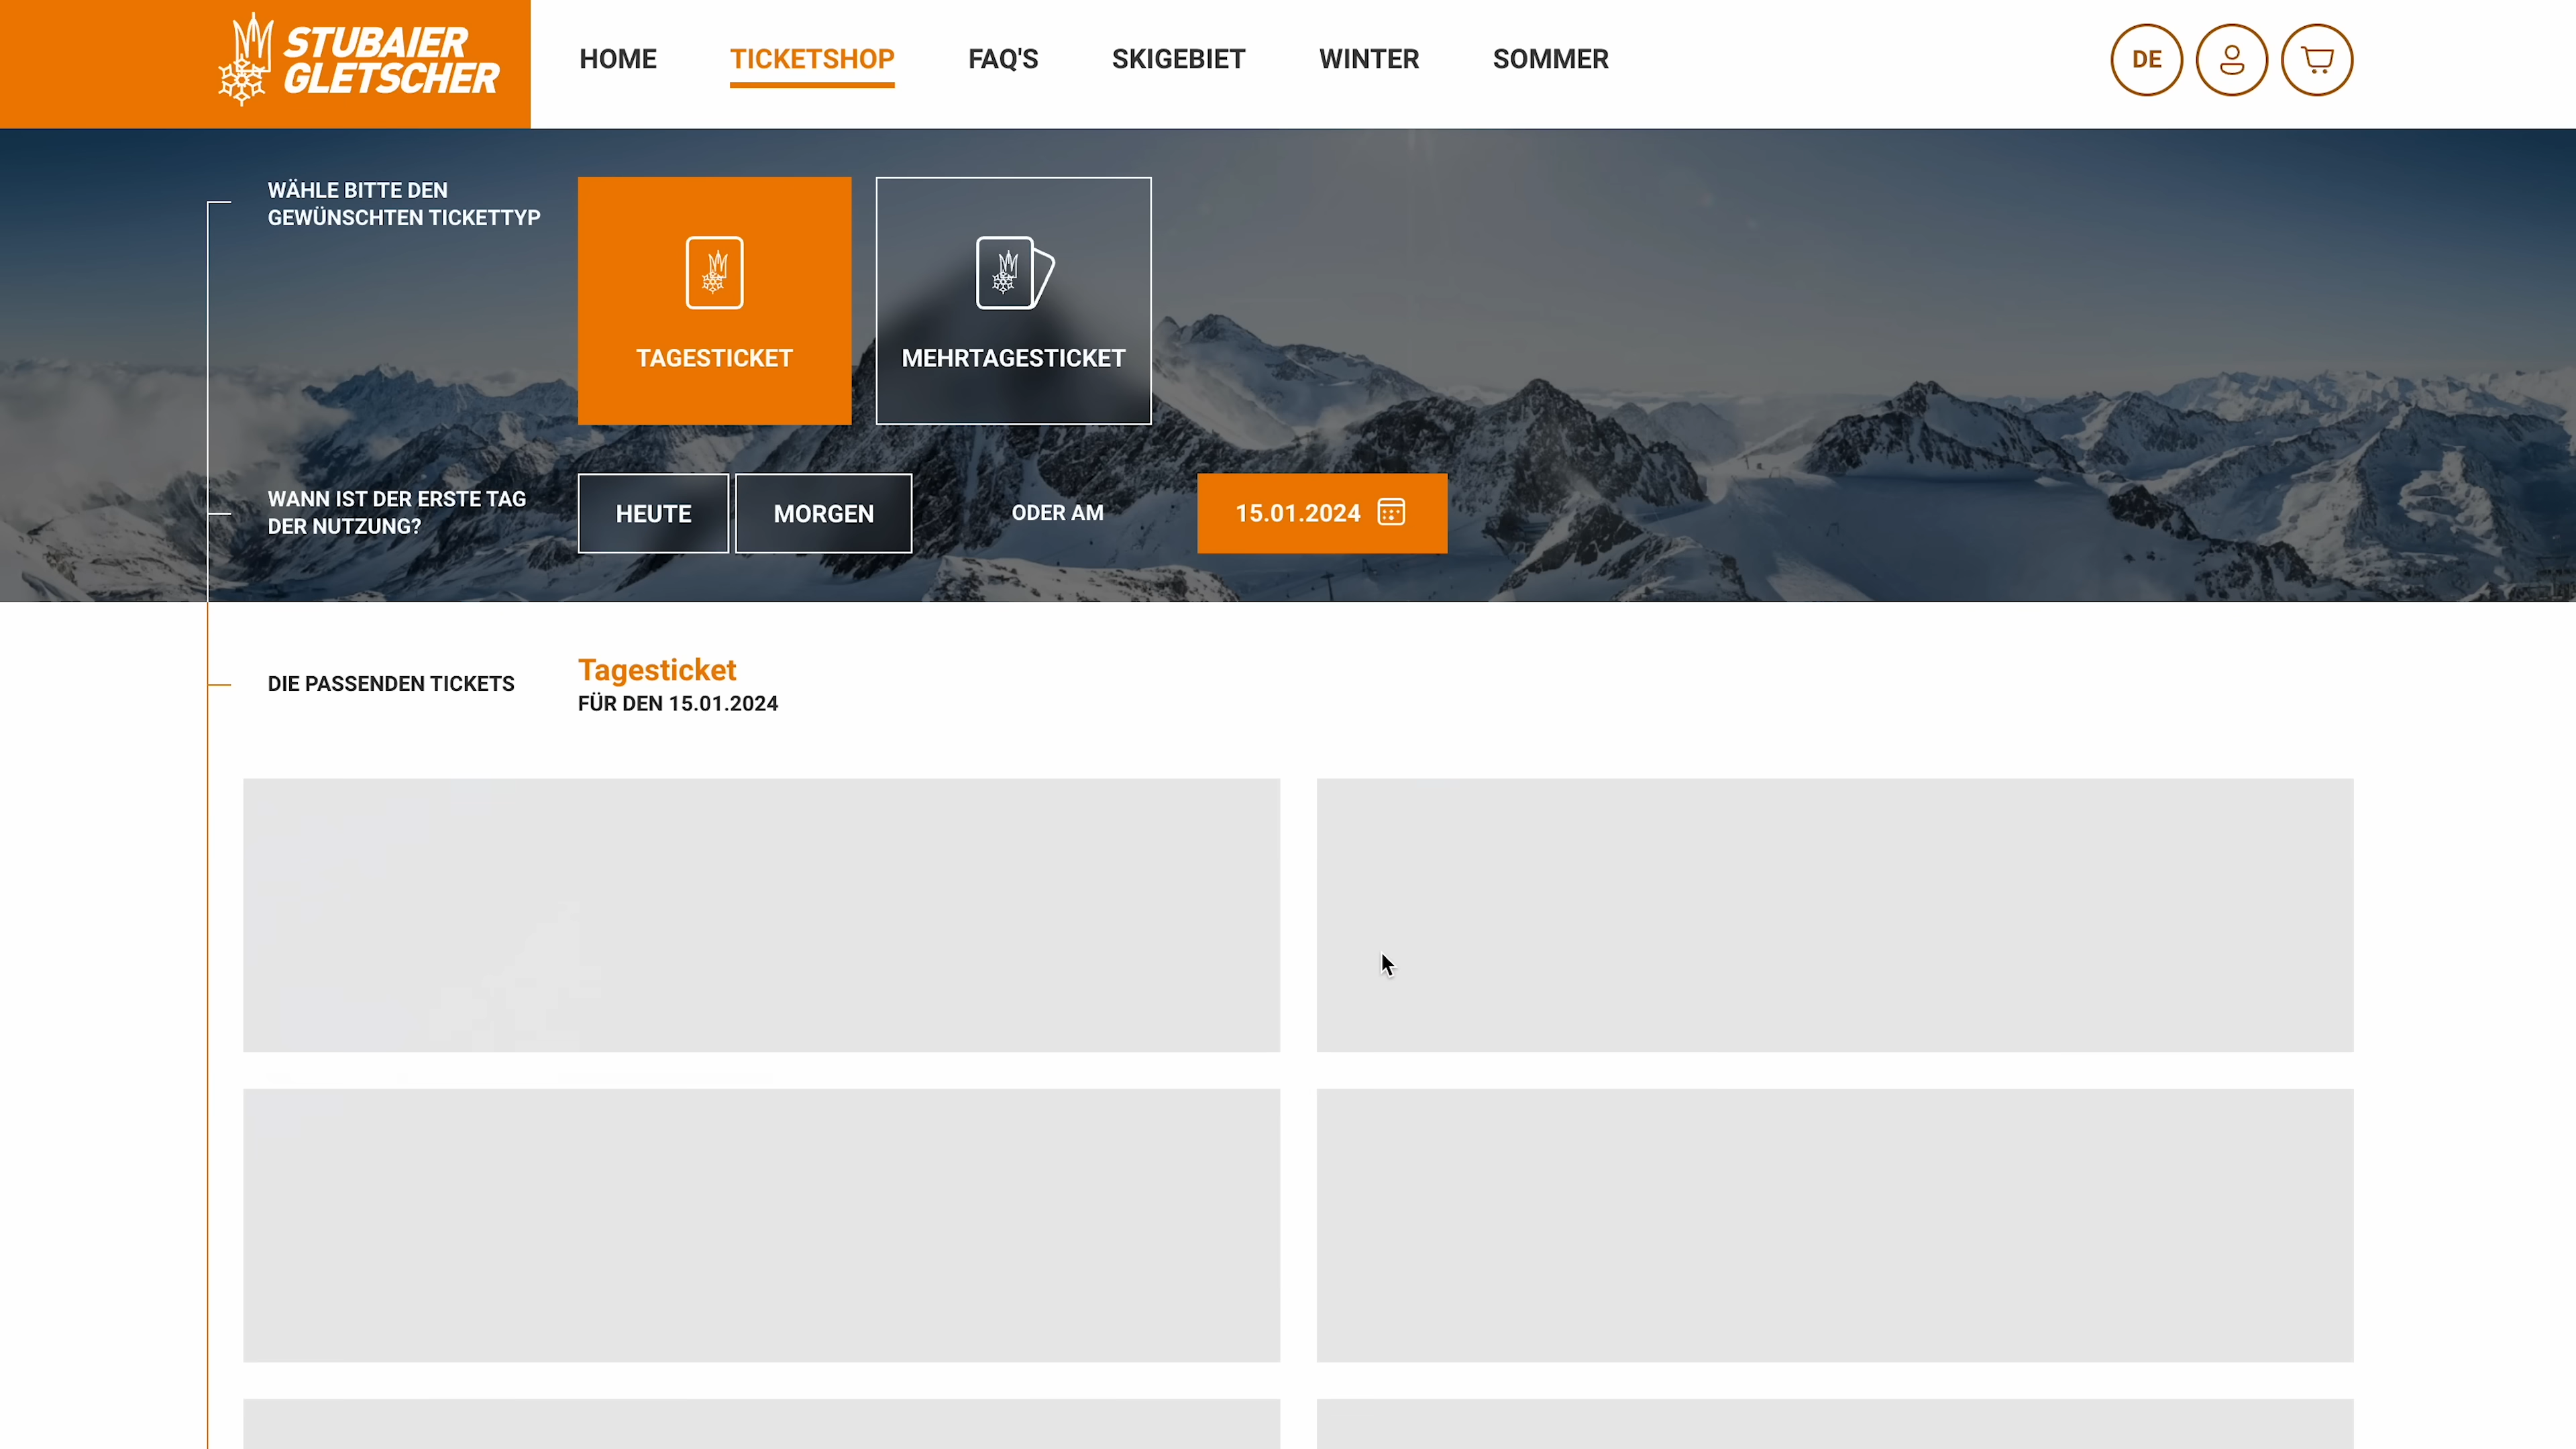 STUBAIER
GLETSCHER
HOME
TICKETSHOP
FAQ'S
SKIGEBIET
WINTER
SOMMER
DE
WÄHLE BITTE DEN
GEWÜNSCHTEN TICKETTYP
TAGESTICKET
MEHRTAGESTICKET
WANN IST DER ERSTE TAG
DER NUTZUNG?
HEUTE
MORGEN
ODER AM
15.01.2024
DIE PASSENDEN TICKETS
Tagesticket
FÜR DEN 15.01.2024